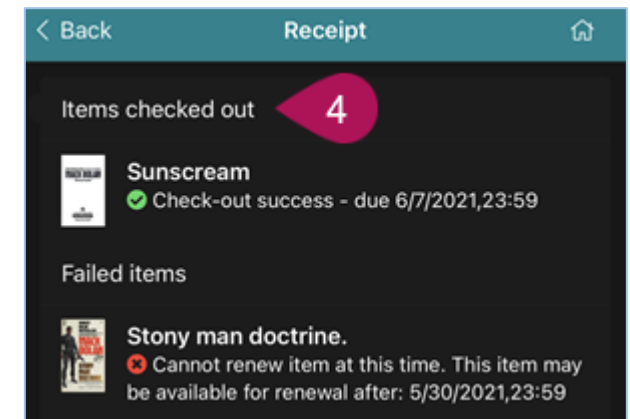 Back
Receipt
Items checked out
4
Sunscream
Check-out success - due 6/7/2021,23:59
Failed items
MACK
BOLAN
Stony man doctrine.
Cannot renew item at this time. This item may
be available for renewal after: 5/30/2021,23:59